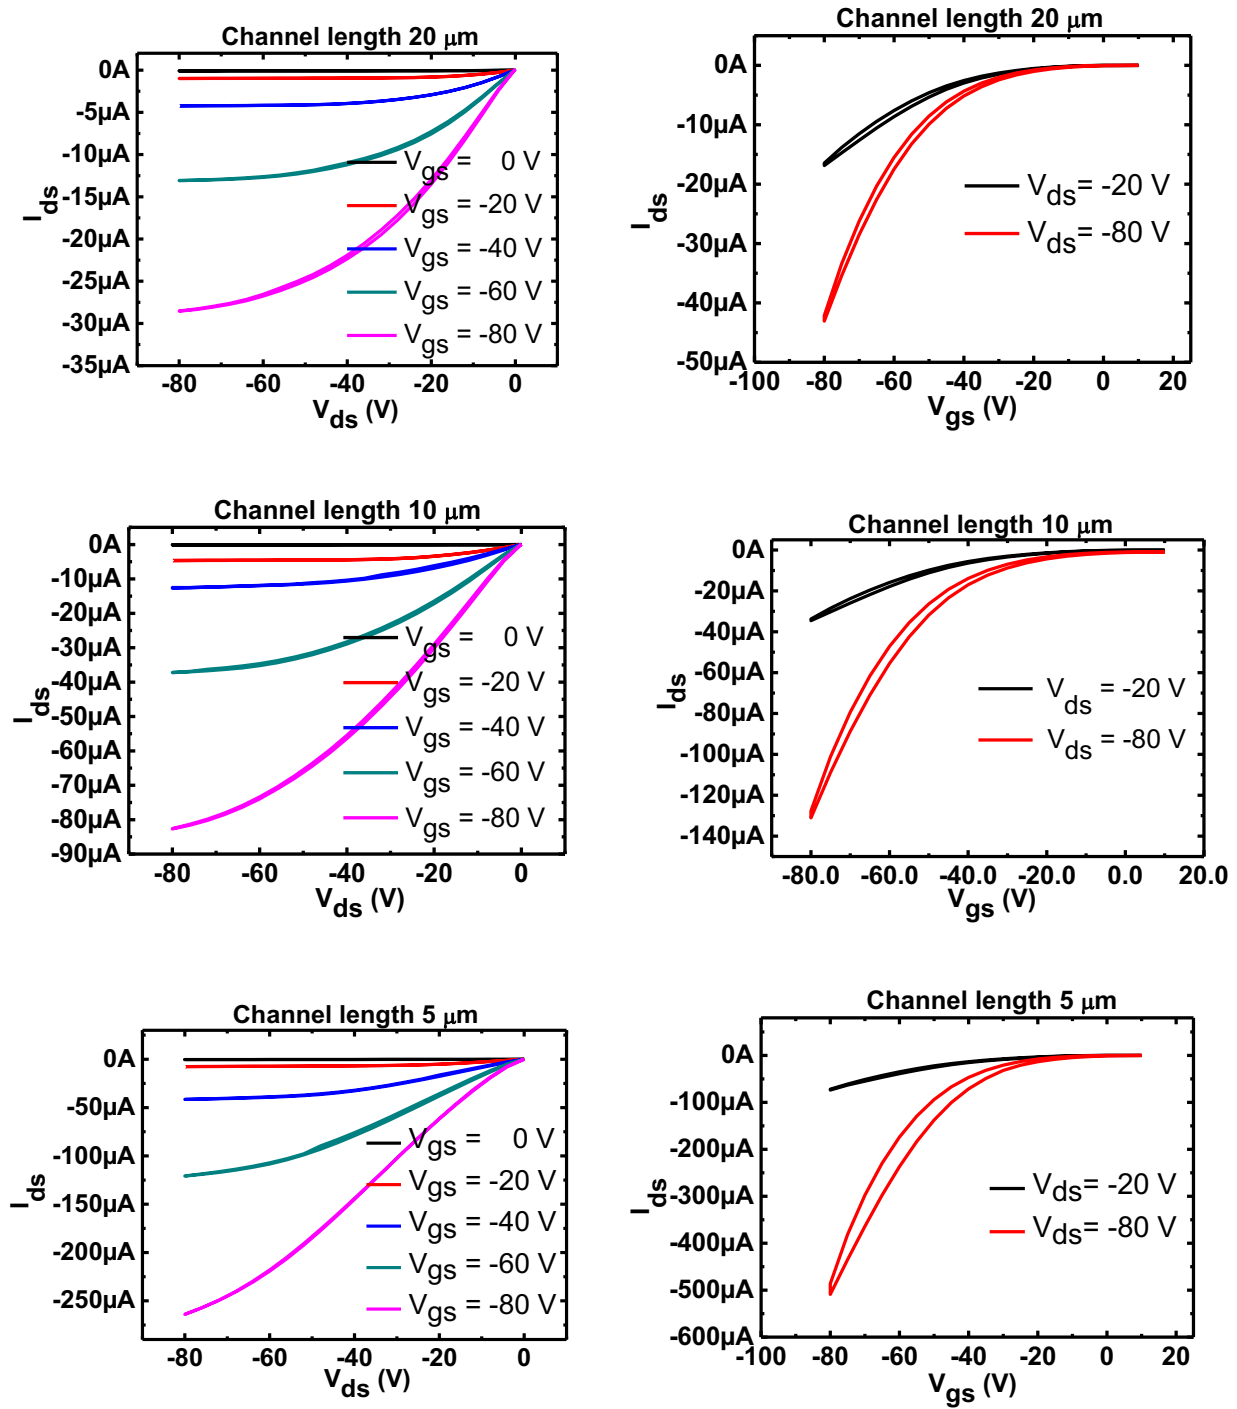 Channel length 20 μm
0A
-5µA
-10µA
-15µA
-20µA
-25µA
-30µA
-35µA
Ids
Vgs = 0 V
Vgs = -20 V
Vgs = -40 V
Vgs = -60 V
Vgs = -80 V
-80 -60 -40 -20 0
Vds (V)
Channel length 20 μm
0A
-10µA
-20µA
-30µA
-40µA
-50µA
Ids
Vds= -20 V
Vds= -80 V
-100 -80 -60 -40 -20 0 20
Vgs (V)
Channel length 10 μm
0A
-10µA
-20µA
-30µA
-40µA
-50µA
-60µA
-70µA
-80µA
-90µA
Ids
Vgs = 0 V
Vgs = -20 V
Vgs = -40 V
Vgs = -60 V
Vgs = -80 V
-80 -60 -40 -20 0
Vds (V)
Channel length 10 μm
0A
-20µA
-40µA
-60µA
-80µA
-100µA
-120µA
-140µA
Ids
Vds = -20 V
Vds = -80 V
-80.0 -60.0 -40.0 -20.0 0.0 20.0
Vgs (V)
Channel length 5 μm
0A
-50µA
-100µA
-150µA
-200µA
-250µA
Ids
Vgs = 0 V
Vgs = -20 V
Vgs = -40 V
Vgs = -60 V
Vgs = -80 V
-80 -60 -40 -20 0
Vds (V)
Channel length 5 μm
0A
-100µA
-200µA
-300µA
-400µA
-500µA
-600µA
Ids
Vds= -20 V
Vds= -80 V
-100 -80 -60 -40 -20 0 20
Vgs (V)